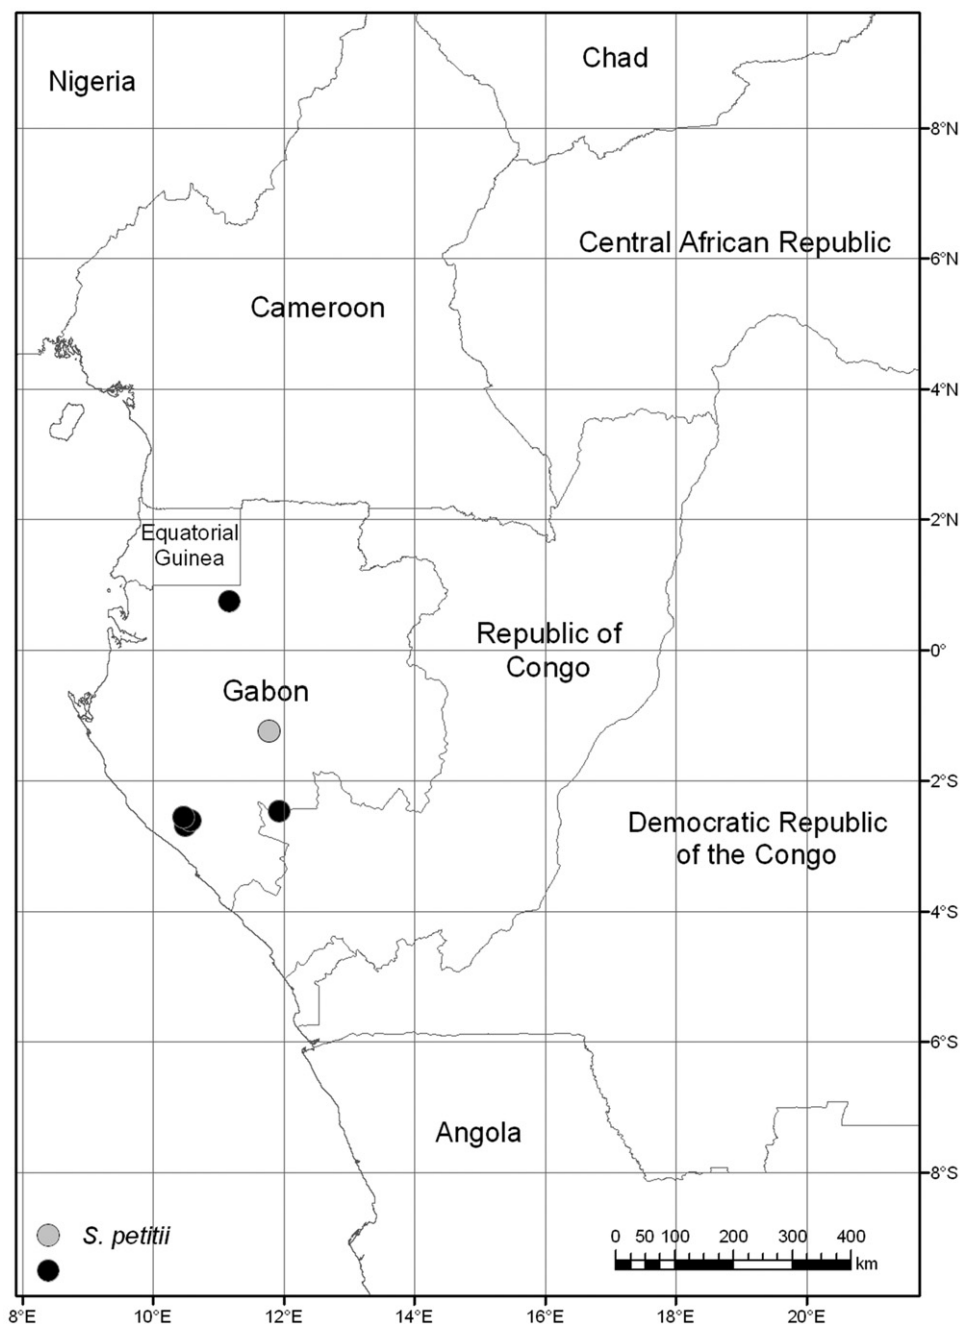 Nigeria
Chad
8°N
Central African Republic
6°N
Cameroon
4°N
2°N
Equatorial
Guinea
Republic of
Congo
0°
Gabon
2°S
Democratic Republic
of the Congo
4°S
6°S
Angola
8°S
S. petitii
0 50 100 200 300 400
km
8°E 10°E 12°E 14°E 16°E 18°E 20°E